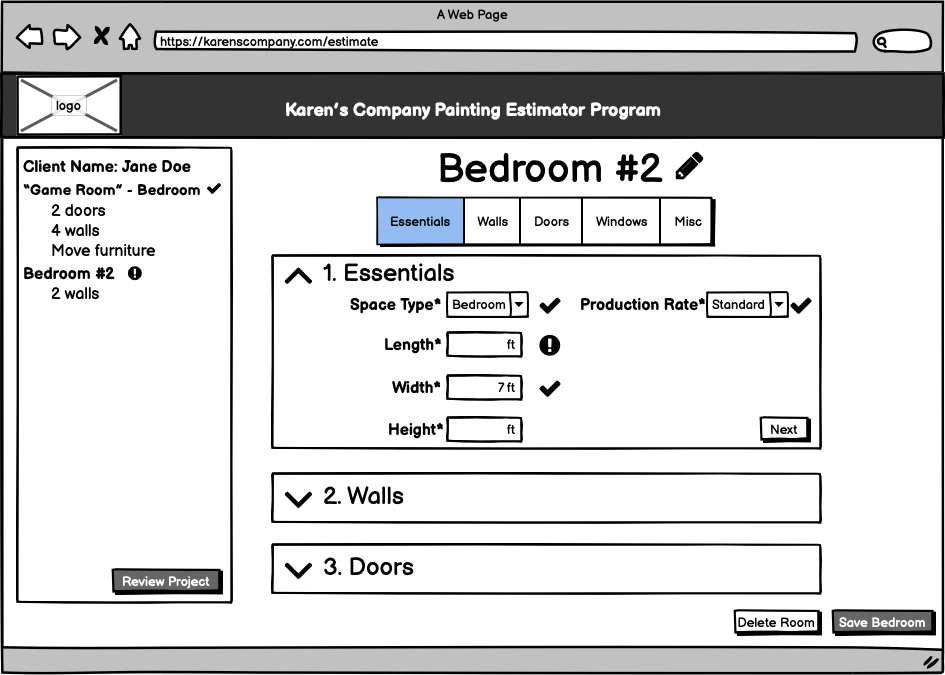 A Web Page
https://karenscompany.com/estimate
logo
Karen's Company Painting Estimator Program
Client Name: Jane Doe
"Game Room" - Bedroom
2 doors
4 walls
Move furniture
Bedroom #2
2 walls
Review Project
Bedroom #2
Essentials Walls Doors Windows Misc
1. Essentials
Space Type* Bedroom Production Rate* Standard
Length* ft
Width* 7 ft
Height* ft
Next
2. Walls
3. Doors
Delete Room Save Bedroom